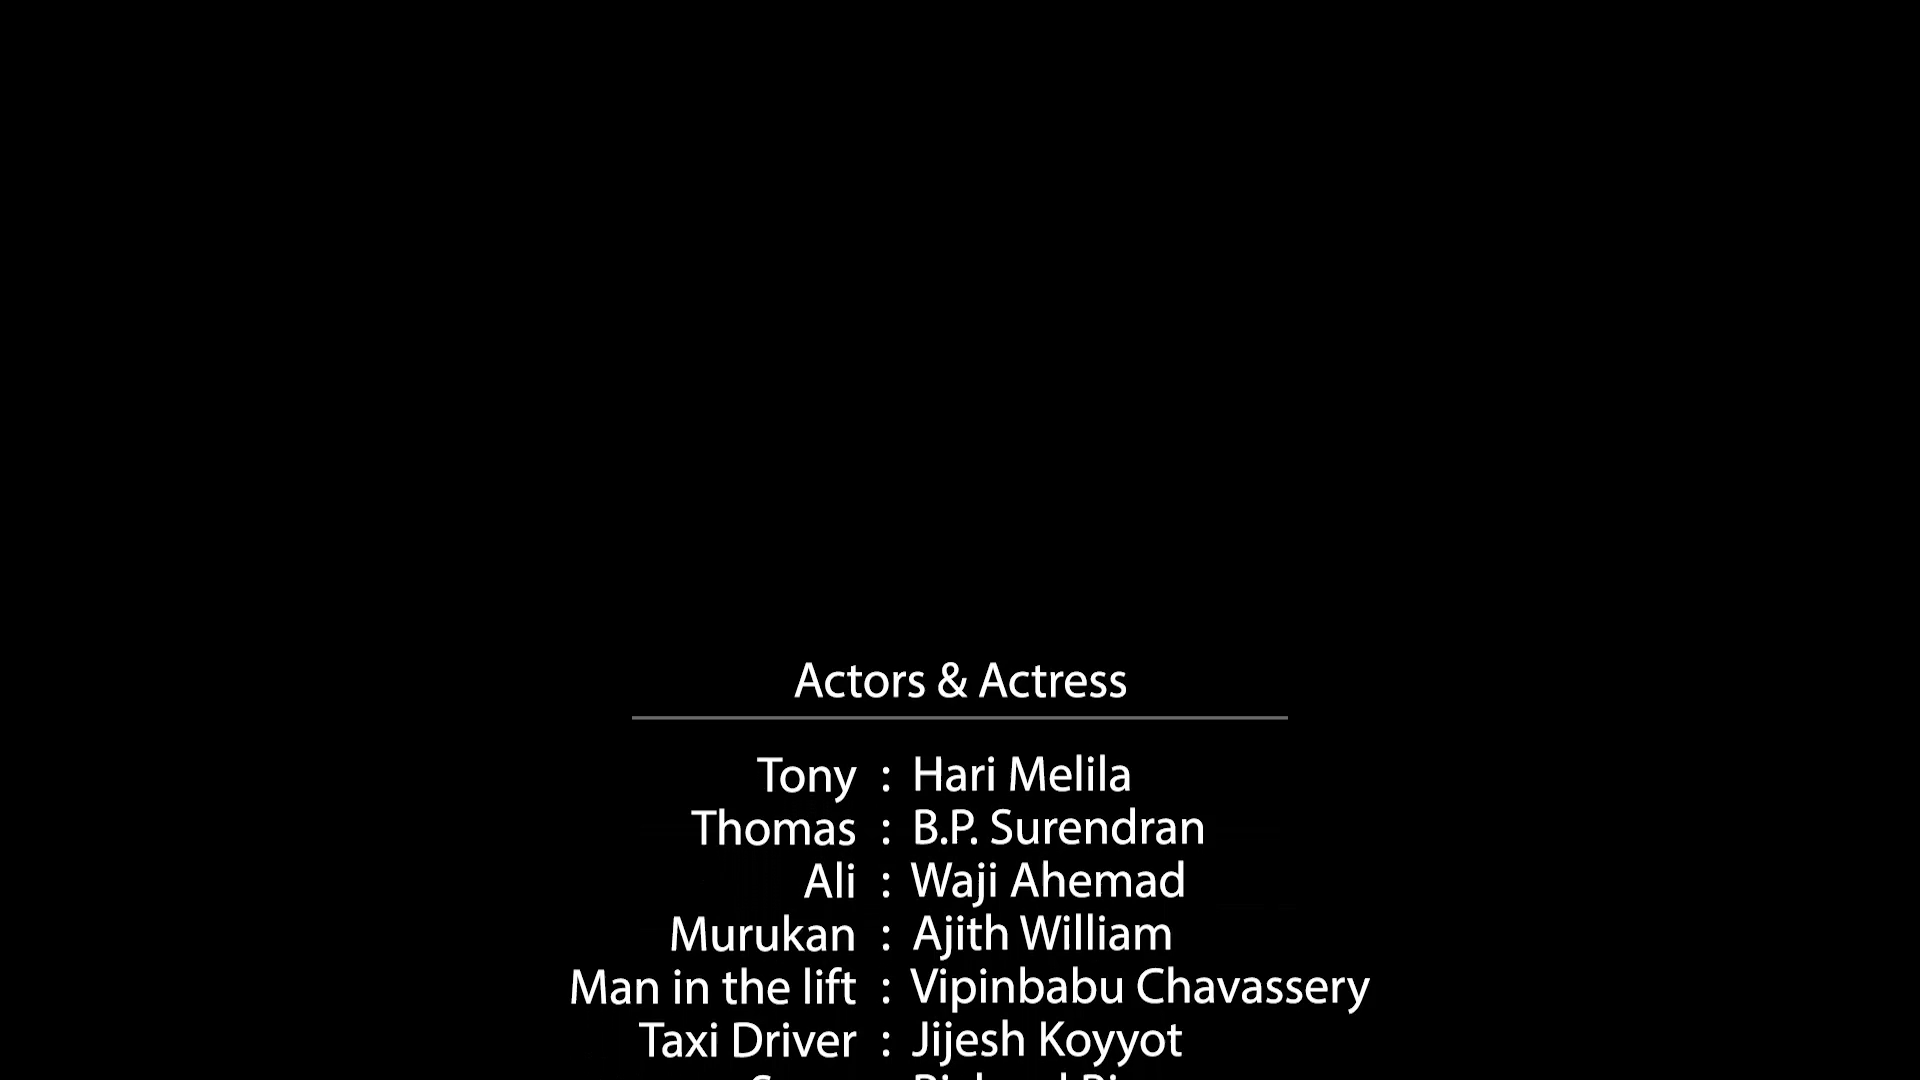 Actors & Actress
Tony : Hari Melila
Thomas : B.P. Surendran
Ali : Waji Ahemad
Murukan : Ajith William
Man in the lift : Vipinbabu Chavassery
Taxi Driver : Jijesh Koyyot